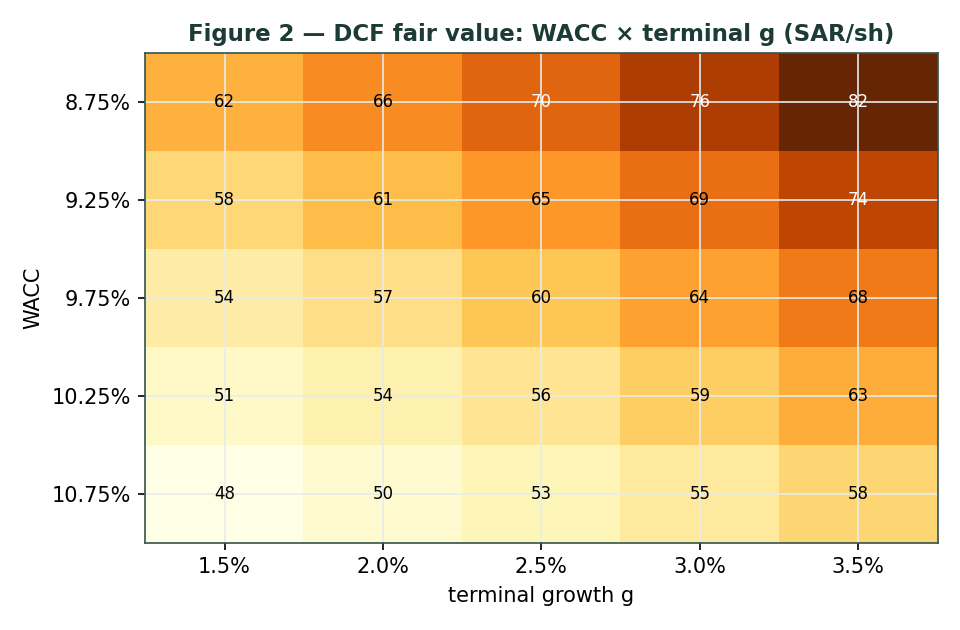 Figure 2 — DCF fair value: WACC × terminal g (SAR/sh)
WACC
8.75% 62 66 70 76 82
9.25% 58 61 65 69 74
9.75% 54 57 60 64 68
10.25% 51 54 56 59 63
10.75% 48 50 53 55 58
1.5% 2.0% 2.5% 3.0% 3.5%
terminal growth g